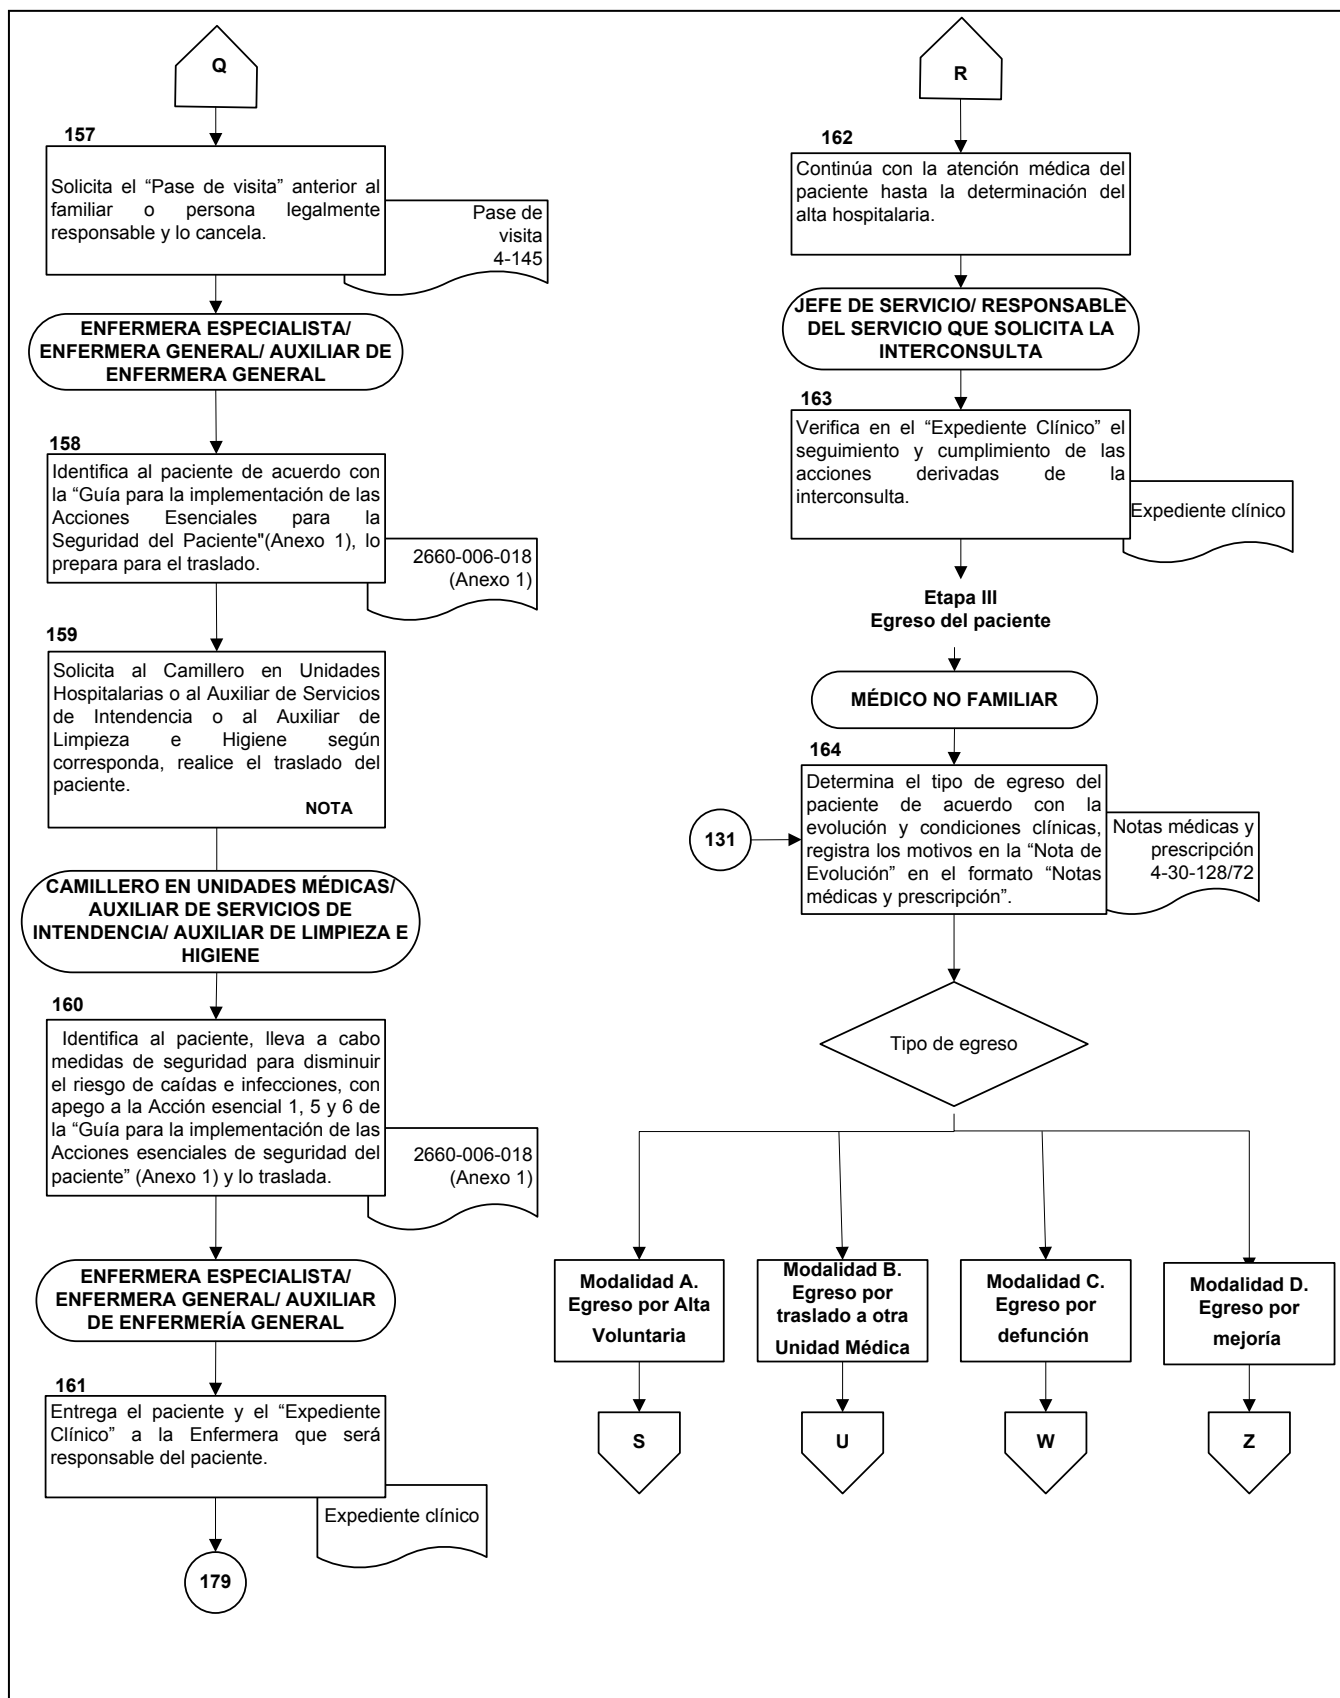 Q
157
Solicita el “Pase de visita” anterior al
familiar o persona legalmente
responsable y lo cancela.
Pase de
visita
4-145
ENFERMERA ESPECIALISTA/
ENFERMERA GENERAL/ AUXILIAR DE
ENFERMERA GENERAL
158
Identifica al paciente de acuerdo con
la “Guía para la implementación de las
Acciones Esenciales para la
Seguridad del Paciente"(Anexo 1), lo
prepara para el traslado.
2660-006-018
(Anexo 1)
159
Solicita al Camillero en Unidades
Hospitalarias o al Auxiliar de Servicios
de Intendencia o al Auxiliar de
Limpieza e Higiene según
corresponda, realice el traslado del
paciente.
NOTA
CAMILLERO EN UNIDADES MÉDICAS/
AUXILIAR DE SERVICIOS DE
INTENDENCIA/ AUXILIAR DE LIMPIEZA E
HIGIENE
160
Identifica al paciente, lleva a cabo
medidas de seguridad para disminuir
el riesgo de caídas e infecciones, con
apego a la Acción esencial 1, 5 y 6 de
la “Guía para la implementación de las
Acciones esenciales de seguridad del
paciente” (Anexo 1) y lo traslada.
2660-006-018
(Anexo 1)
ENFERMERA ESPECIALISTA/
ENFERMERA GENERAL/ AUXILIAR
DE ENFERMERÍA GENERAL
161
Entrega el paciente y el “Expediente
Clínico” a la Enfermera que será
responsable del paciente.
Expediente clínico
179
R
162
Continúa con la atención médica del
paciente hasta la determinación del
alta hospitalaria.
JEFE DE SERVICIO/ RESPONSABLE
DEL SERVICIO QUE SOLICITA LA
INTERCONSULTA
163
Verifica en el “Expediente Clínico” el
seguimiento y cumplimiento de las
acciones derivadas de la
interconsulta.
Expediente clínico
Etapa III
Egreso del paciente
MÉDICO NO FAMILIAR
164
Determina el tipo de egreso del
paciente de acuerdo con la
evolución y condiciones clínicas,
registra los motivos en la “Nota de
Evolución” en el formato “Notas
médicas y prescripción”.
131
Notas médicas y
prescripción
4-30-128/72
Tipo de egreso
Modalidad A.
Egreso por Alta
Voluntaria
Modalidad B.
Egreso por
traslado a otra
Unidad Médica
Modalidad C.
Egreso por
defunción
Modalidad D.
Egreso por
mejoría
S
U
W
Z